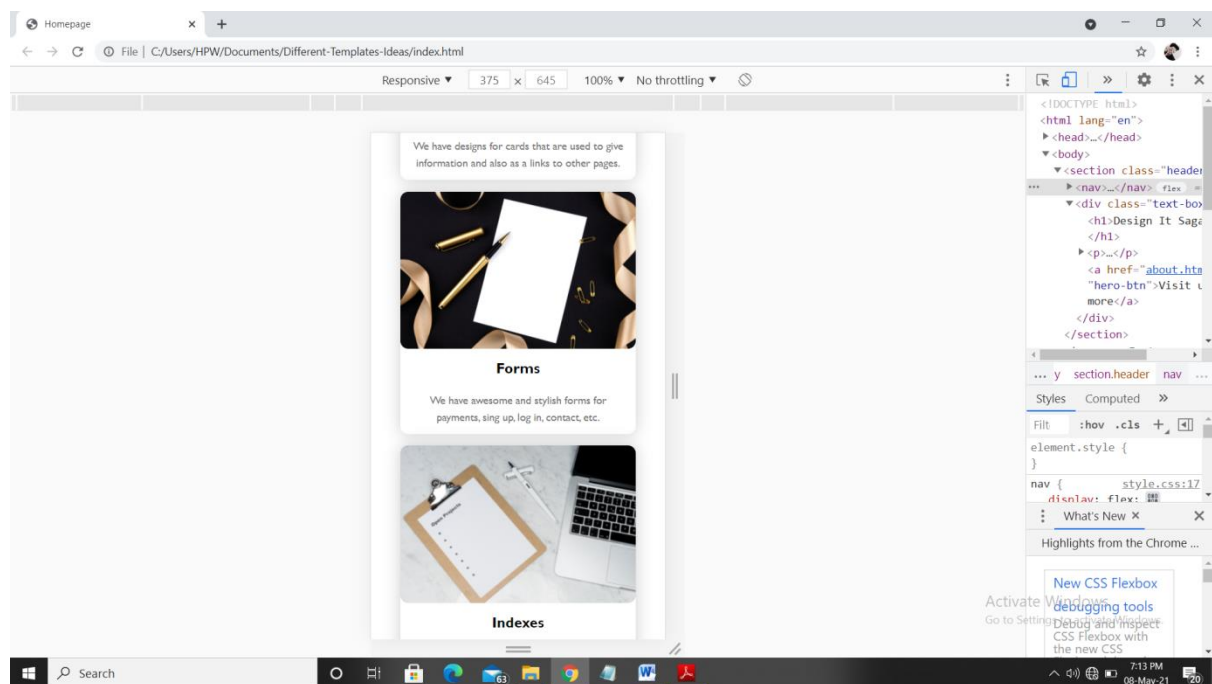 Homepage
File | C:/Users/HPW/Documents/Different-Templates-Ideas/index.html
Responsive ▼ 375 x 645 100% ▼ No throttling ▼
We have designs for cards that are used to give
information and also as a links to other pages.
Forms
We have awesome and stylish forms for
payments, sing up, log in, contact, etc.
Open Projects
Indexes
<!DOCTYPE html>
<html lang="en">
▶<head>…</head>
▼<body>
▼<section class="header
▶<nav>…</nav> flex
▼<div class="text-box
<h1>Design It Saga
</h1>
▶<p>…</p>
<a href="about.htm
"hero-btn">Visit u
more</a>
</div>
</section>
... y section.header nav ...
Styles Computed »
Filt :hov .cls +
element.style {
}
nav { style.css:17
display: flex;
What's New ×
Highlights from the Chrome ...
New CSS Flexbox
debugging tools
Debug and inspect
CSS Flexbox with
the new CSS
Activate Windows
Go to Settings to activate Windows.
Search
63
7:13 PM
08-May-21
20